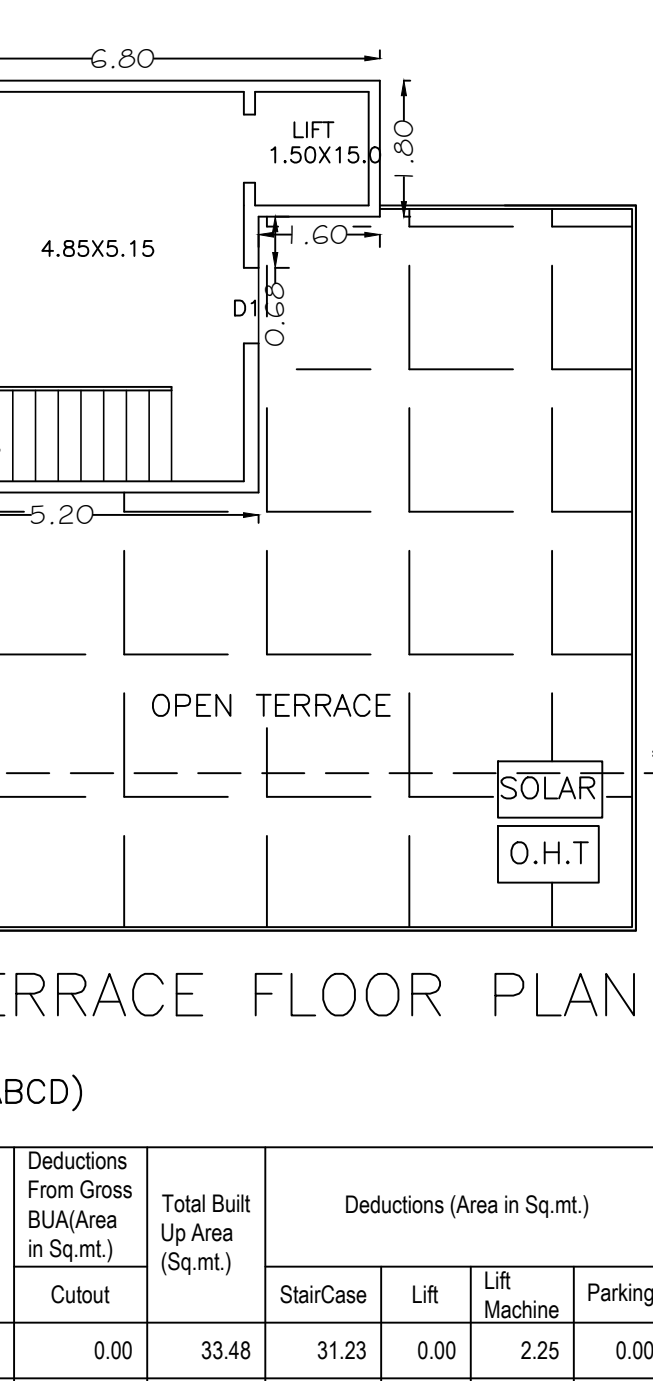 6.80
LIFT
1.50X15.0
1.80
4.85X5.15
1.60
D1
0.68
5.20
OPEN TERRACE
SOLAR
O.H.T
ERRACE FLOOR PLAN
ABCD)
Deductions
From Gross
BUA(Area
in Sq.mt.)
Total Built
Up Area
(Sq.mt.)
Deductions (Area in Sq.mt.)
Cutout
StairCase
Lift
Lift
Machine
Parking
0.00
33.48
31.23
0.00
2.25
0.00